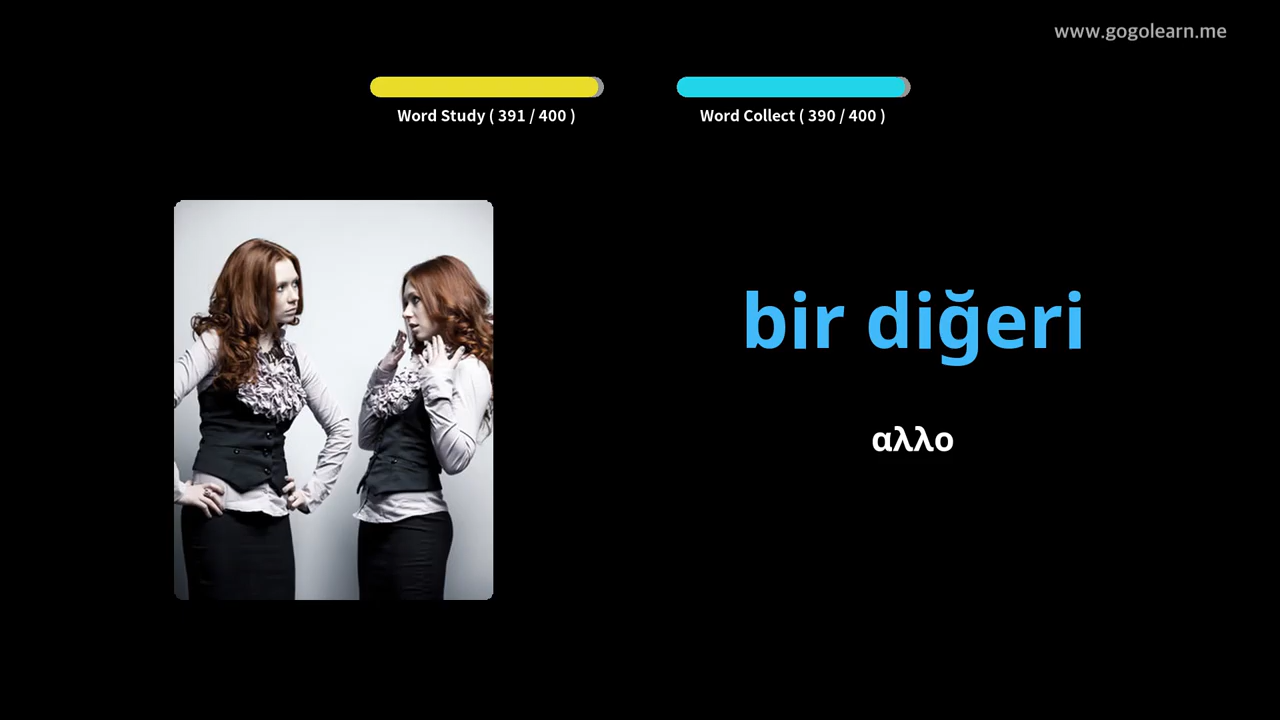 www.gogolearn.me
Word Study ( 391 / 400 )
Word Collect ( 390 / 400 )
bir diğeri
αλλο